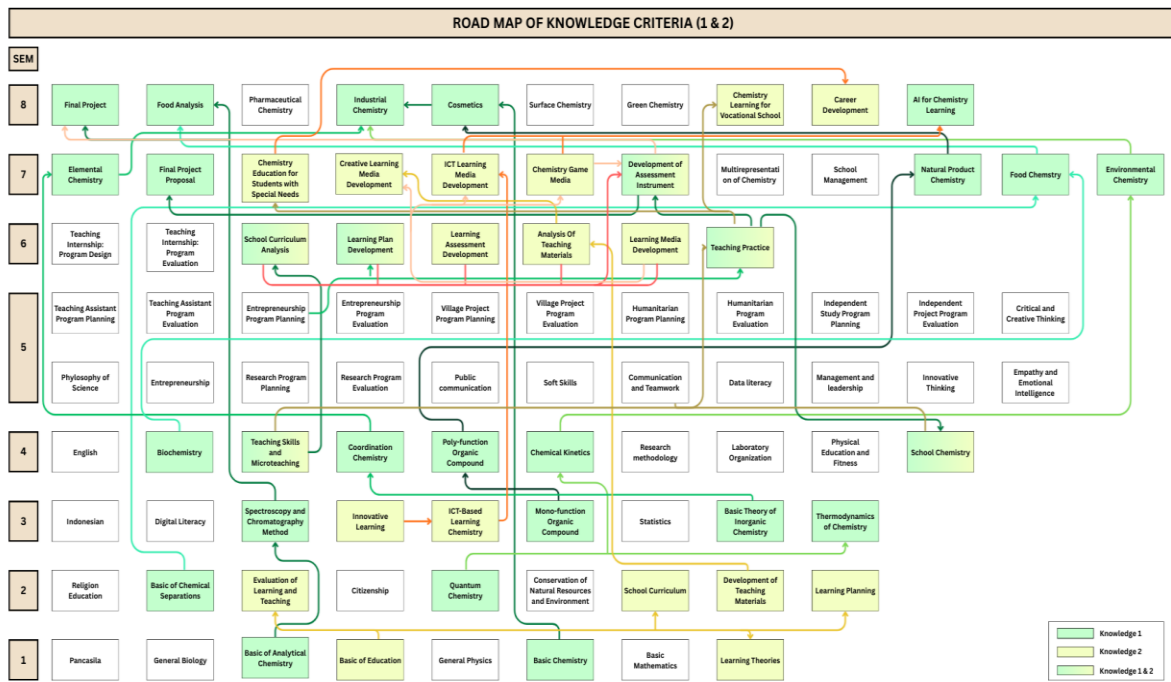 ROAD MAP OF KNOWLEDGE CRITERIA (1 & 2)
SEM
8
Final Project
Food Analysis
Pharmaceutical
Chemistry
Industrial
Chemistry
Cosmetics
Surface Chemistry
Green Chemistry
Chemistry
Learning for
Vocational School
Career
Development
AI for Chemistry
Learning
7
Elemental
Chemistry
Final Project
Proposal
Chemistry
Education for
Students with
Special Needs
Creative Learning
Media
Development
ICT Learning
Media
Development
Chemistry Game
Media
Development of
Assessment
Instrument
Multirepresentati
on of Chemistry
School
Management
Natural Product
Chemistry
Food Chemstry
Environmental
Chemistry
6
Teaching
Internship:
Program Design
Teaching
Internship:
Program
Evaluation
School Curriculum
Analysis
Learning Plan
Development
Learning
Assessment
Development
Analysis Of
Teaching
Materials
Learning Media
Development
Teaching Practice
5
Teaching Assistant
Program Planning
Teaching Assistant
Program
Evaluation
Entrepreneurship
Program Planning
Entrepreneurship
Program
Evaluation
Village Project
Program Planning
Village Project
Program
Evaluation
Humanitarian
Program Planning
Humanitarian
Program
Evaluation
Independent
Study Program
Planning
Independent
Project Program
Evaluation
Critical and
Creative Thinking
Phylosophy of
Science
Entrepreneurship
Research Program
Planning
Research Program
Evaluation
Public
communication
Soft Skills
Communication
and Teamwork
Data literacy
Management and
leadership
Innovative
Thinking
Empathy and
Emotional
Intelligence
4
English
Biochemistry
Teaching Skills
and
Microteaching
Coordination
Chemistry
Poly-function
Organic
Compound
Chemical Kinetics
Research
methodology
Laboratory
Organization
Physical
Education and
Fitness
School Chemistry
3
Indonesian
Digital Literacy
Spectroscopy and
Chromatography
Method
Innovative
Learning
ICT-Based
Learning
Chemistry
Mono-function
Organic
Compound
Statistics
Basic Theory of
Inorganic
Chemistry
Thermodynamics
of Chemistry
2
Religion
Education
Basic of Chemical
Separations
Evaluation of
Learning and
Teaching
Citizenship
Quantum
Chemistry
Conservation of
Natural Resources
and Environment
School Curriculum
Development of
Teaching
Materials
Learning Planning
1
Pancasila
General Biology
Basic of Analytical
Chemistry
Basic of Education
General Physics
Basic Chemistry
Basic
Mathematics
Learning Theories
Knowledge 1
Knowledge 2
Knowledge 1 & 2